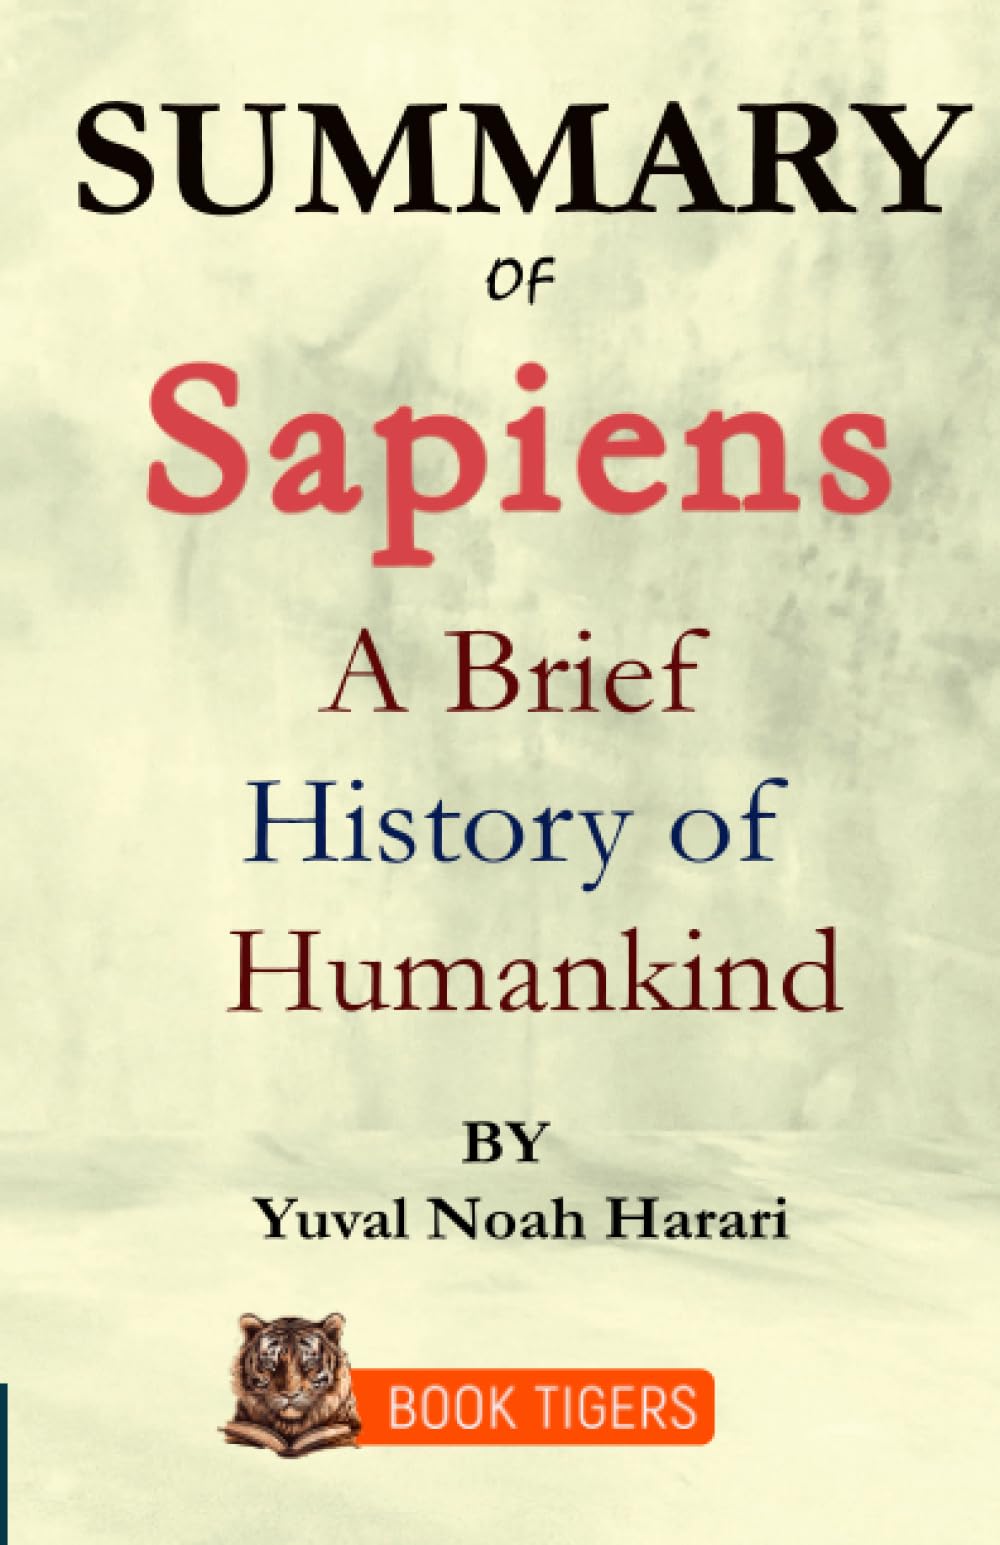 SUMMARY
OF
Sapiens
A Brief
History of
Humankind
BY
Yuval Noah Harari
BOOK TIGERS